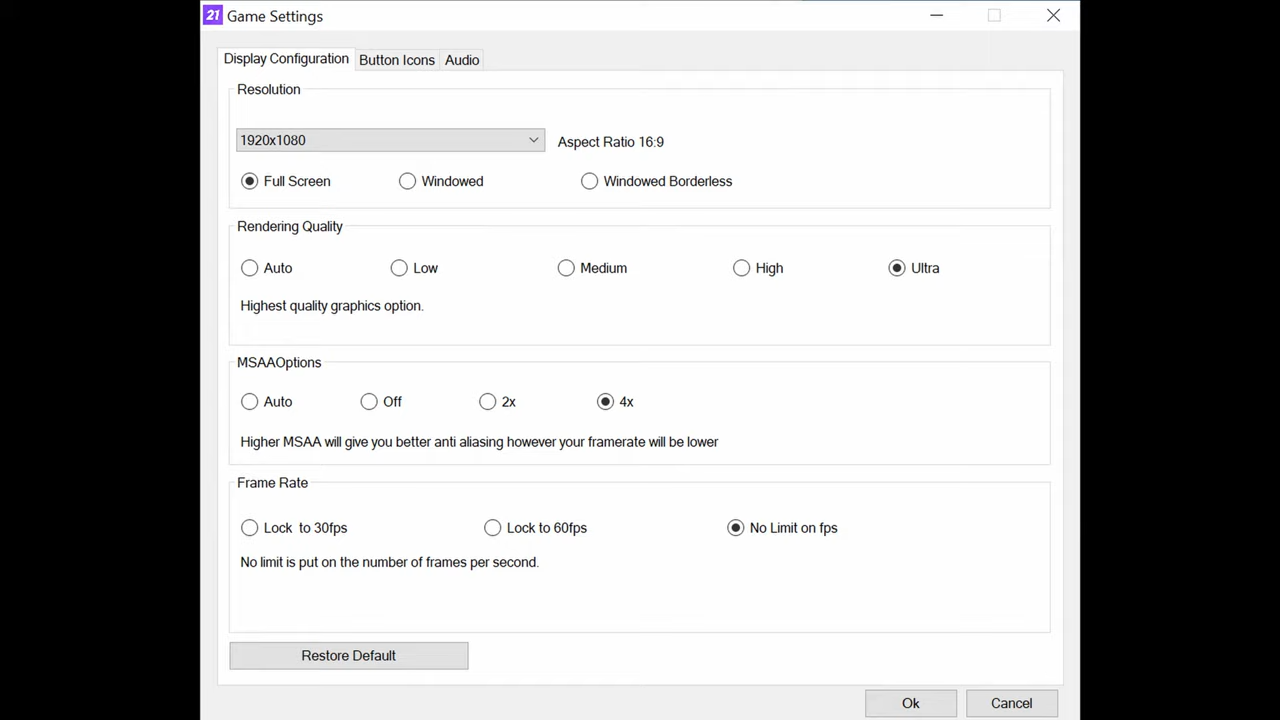 21 Game Settings
Display Configuration Button Icons Audio
Resolution
1920x1080 Aspect Ratio 16:9
Full Screen Windowed Windowed Borderless
Rendering Quality
Auto Low Medium High Ultra
Highest quality graphics option.
MSAAOptions
Auto Off 2x 4x
Higher MSAA will give you better anti aliasing however your framerate will be lower
Frame Rate
Lock  to 30fps Lock to 60fps No Limit on fps
No limit is put on the number of frames per second.
Restore Default
Ok Cancel